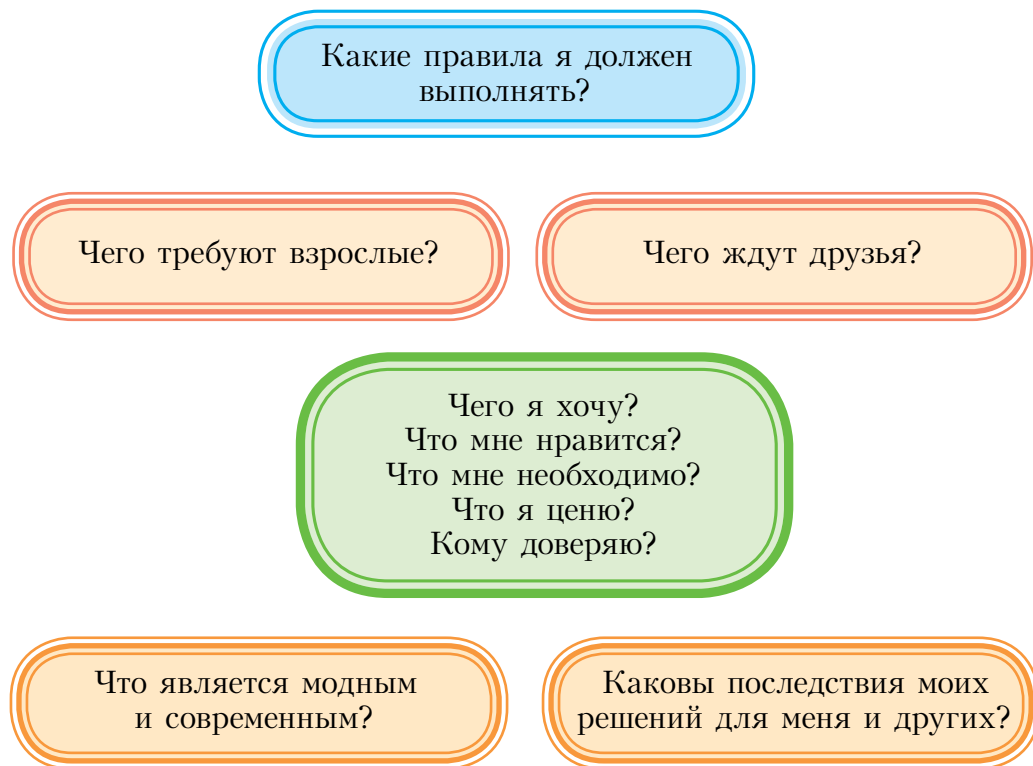 Какие правила я должен
выполнять?
Чего требуют взрослые?
Чего ждут друзья?
Чего я хочу?
Что мне нравится?
Что мне необходимо?
Что я ценю?
Кому доверяю?
Что является модным
и современным?
Каковы последствия моих
решений для меня и других?